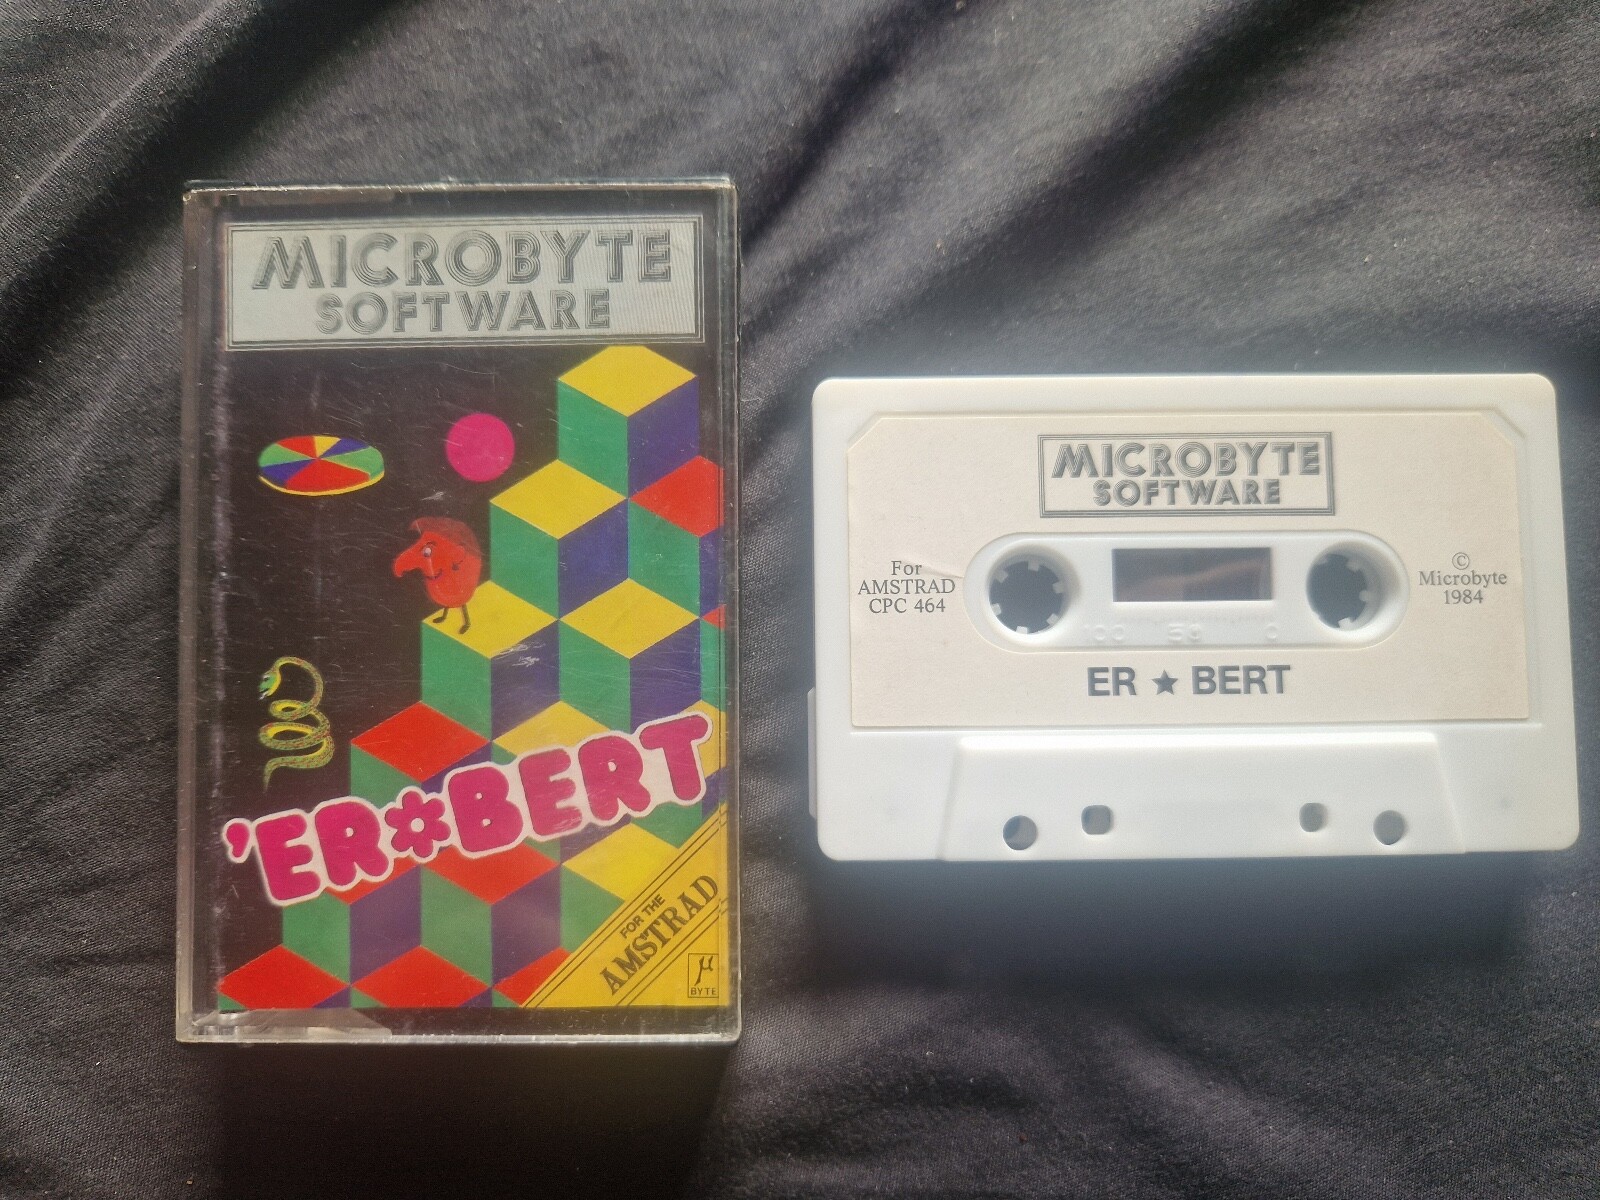 MICROBYTE
SOFTWARE
'ER*BERT
FOR THE
AMSTRAD
µ
BYTE
MICROBYTE
SOFTWARE
For
AMSTRAD
CPC 464
©
Microbyte
1984
100 50 0
ER ★ BERT